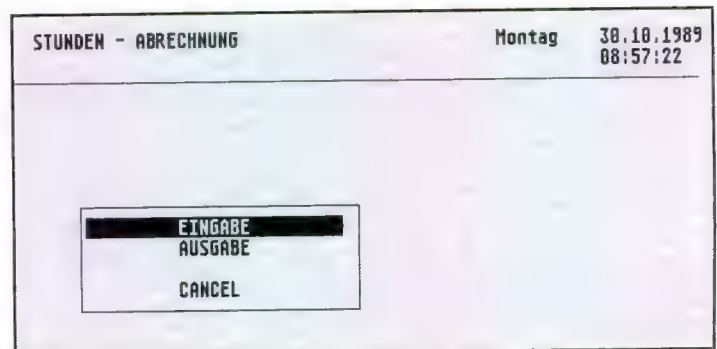 STUNDEN - ABRECHNUNG Montag 30.10.1989
08:57:22
EINGABE
AUSGABE
CANCEL